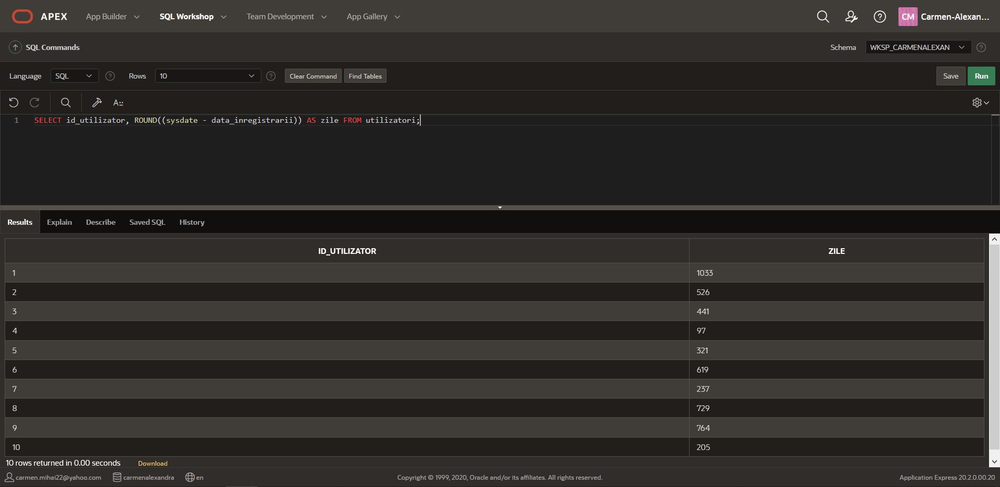 APEX App Builder SQL Workshop Team Development App Gallery CM Carmen-Alexan...
SQL Commands Schema WKSP_CARMENALEXAN
Language SQL Rows 10 Clear Command Find Tables Save Run
A::
1 SELECT id_utilizator, ROUND((sysdate - data_inregistrarii)) AS zile FROM utilizatori;
Results Explain Describe Saved SQL History
ID_UTILIZATOR ZILE
1 1033
2 526
3 441
4 97
5 321
6 619
7 237
8 729
9 764
10 205
10 rows returned in 0.00 seconds Download
carmen.mihai22@yahoo.com carmenalexandra en Copyright © 1999, 2020, Oracle and/or its affiliates. All rights reserved. Application Express 20.2.0.00.20